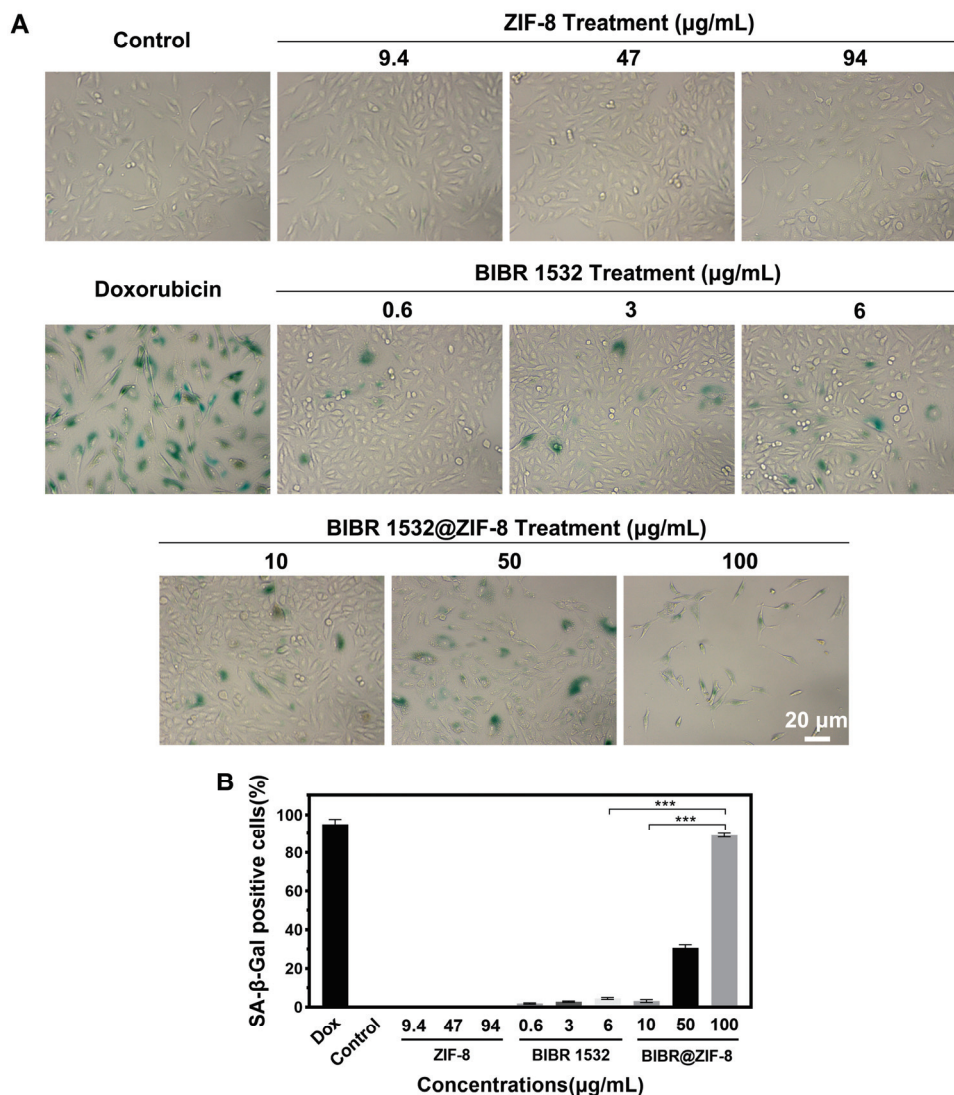 A
Control
ZIF-8 Treatment (µg/mL)
9.4 47 94
Doxorubicin
BIBR 1532 Treatment (µg/mL)
0.6 3 6
BIBR 1532@ZIF-8 Treatment (µg/mL)
10 50 100
20 µm
B
SA-β-Gal positive cells(%)
100
80
60
40
20
0
***
***
Dox Control 9.4 47 94 0.6 3 6 10 50 100
ZIF-8 BIBR 1532 BIBR@ZIF-8
Concentrations(µg/mL)